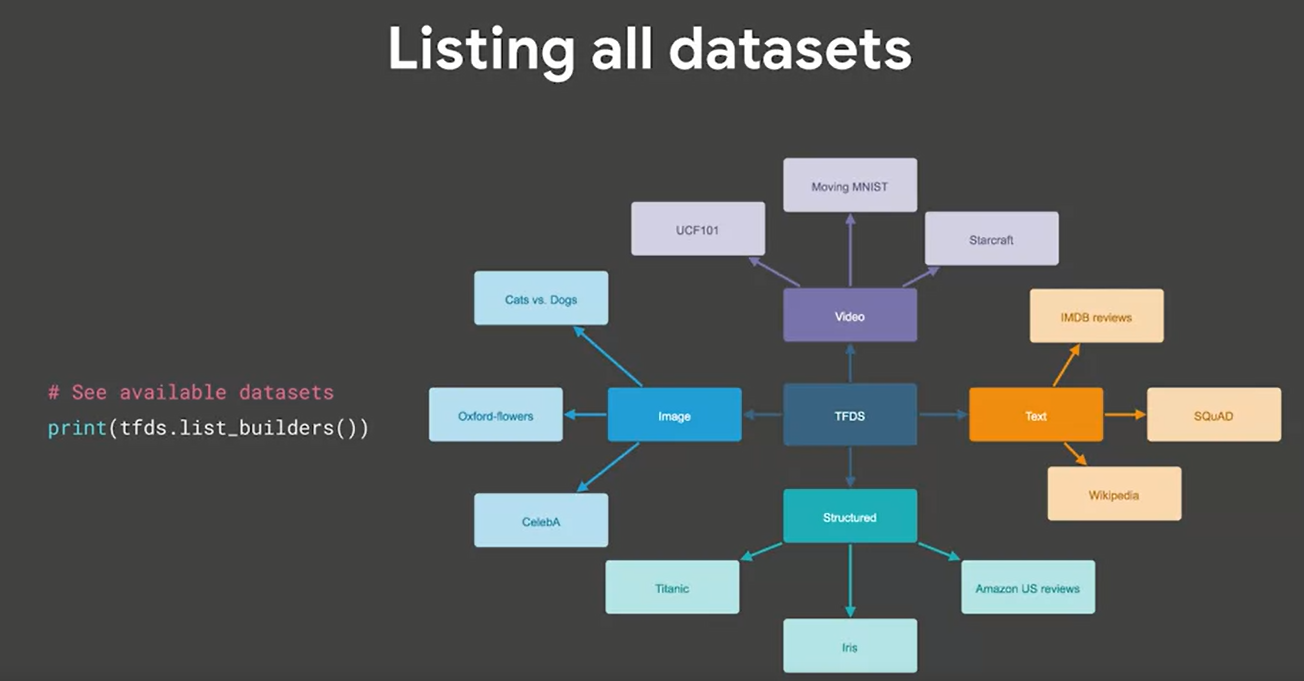 Listing all datasets
Moving MNIST
UCF101
Starcraft
Cats vs. Dogs
Video
IMDB reviews
# See available datasets
print(tfds.list_builders())
Oxford-flowers
Image
TFDS
Text
SQuAD
Wikipedia
CelebA
Structured
Titanic
Amazon US reviews
Iris